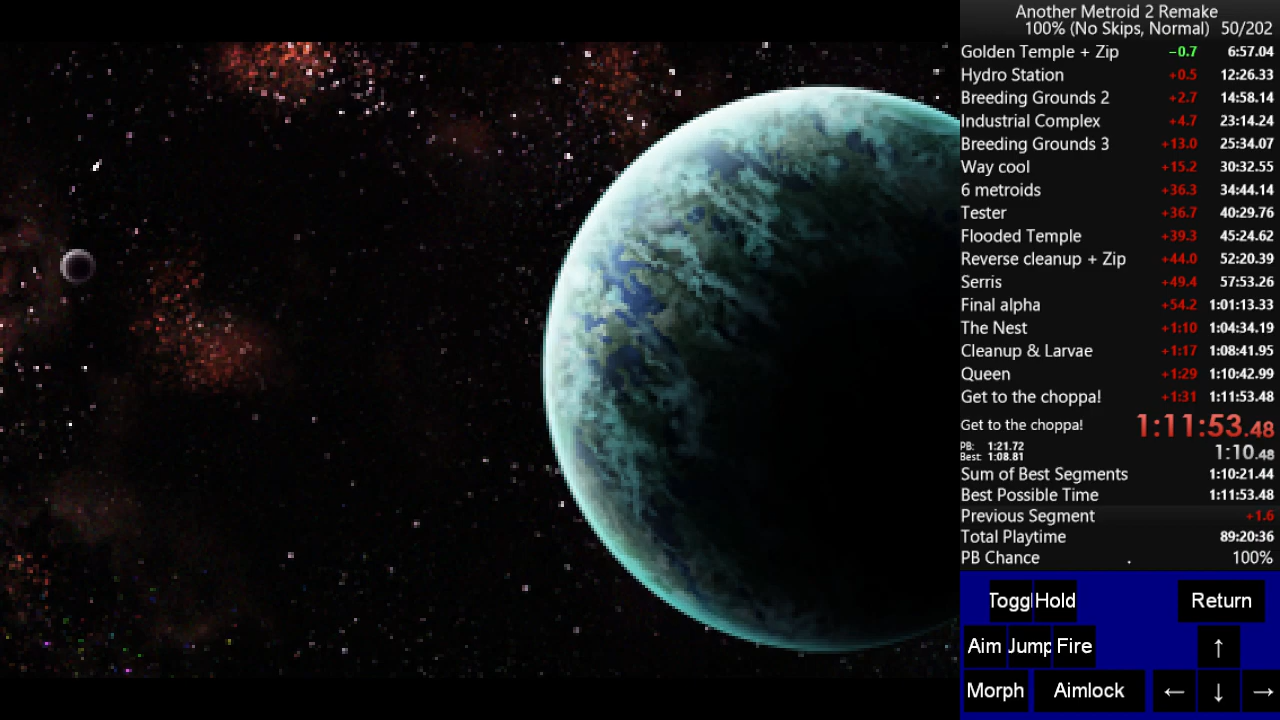 Another Metroid 2 Remake
100% (No Skips, Normal) 50/202
Golden Temple + Zip −0.7 6:57.04
Hydro Station +0.5 12:26.33
Breeding Grounds 2 +2.7 14:58.14
Industrial Complex +4.7 23:14.24
Breeding Grounds 3 +13.0 25:34.07
Way cool +15.2 30:32.55
6 metroids +36.3 34:44.14
Tester +36.7 40:29.76
Flooded Temple +39.3 45:24.62
Reverse cleanup + Zip +44.0 52:20.39
Serris +49.4 57:53.26
Final alpha +54.2 1:01:13.33
The Nest +1:10 1:04:34.19
Cleanup & Larvae +1:17 1:08:41.95
Queen +1:29 1:10:42.99
Get to the choppa! +1:31 1:11:53.48
Get to the choppa! 1:11:53.48
PB: 1:21.72
Best: 1:08.81 1:10.48
Sum of Best Segments 1:10:21.44
Best Possible Time 1:11:53.48
Previous Segment +1.6
Total Playtime 89:20:36
PB Chance . 100%
Toggl Hold Return
Aim Jump Fire ↑
Morph Aimlock ← ↓ →